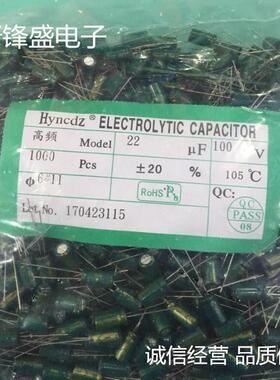 锋盛电子
Hyncdz® ELECTROLYTIC CAPACITOR
高频 Model 22 μF 100 V
1000 Pcs ±20 % 105℃
Φ 6*11 RoHS Pb QC:
QC PASS 08
Lot.No. 170423115
诚信经营 品质